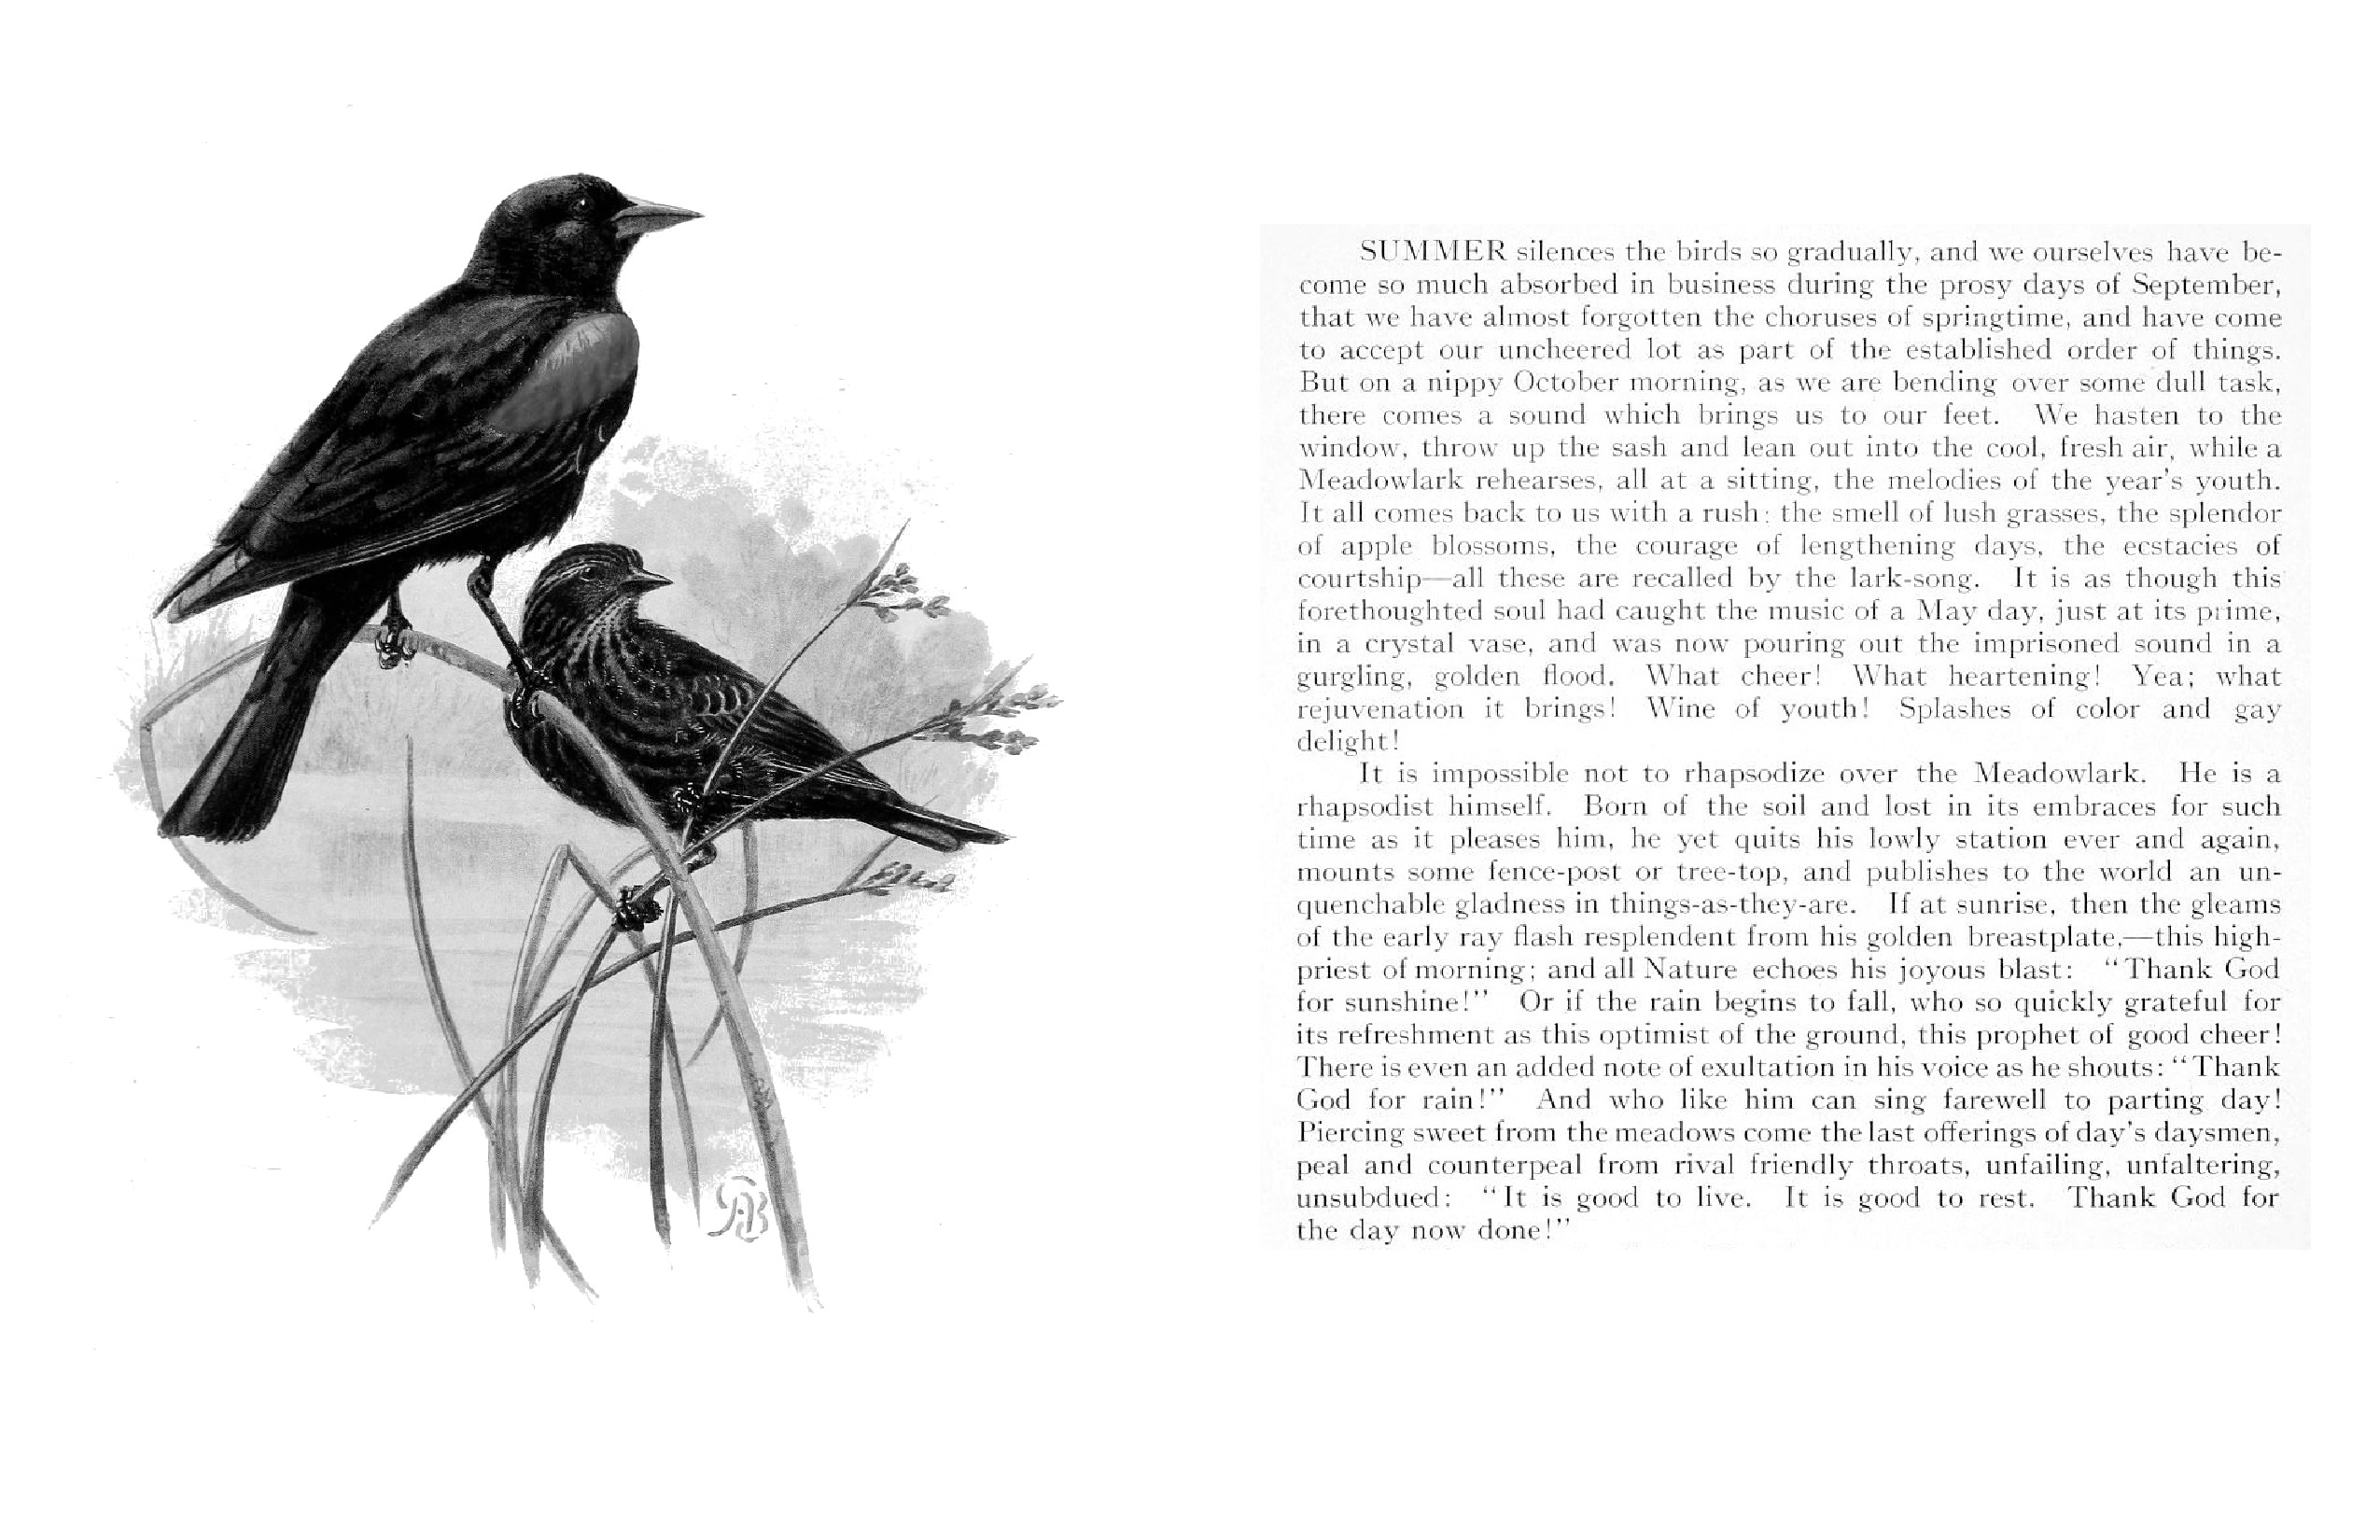 SUMMER silences the birds so gradually, and we ourselves have be-
come so much absorbed in business during the prosy days of September,
that we have almost forgotten the choruses of springtime, and have come
to accept our uncheered lot as part of the established order of things.
But on a nippy October morning, as we are bending over some dull task,
there comes a sound which brings us to our feet. We hasten to the
window, throw up the sash and lean out into the cool, fresh air, while a
Meadowlark rehearses, all at a sitting, the melodies of the year's youth.
It all comes back to us with a rush: the smell of lush grasses, the splendor
of apple blossoms, the courage of lengthening days, the ecstacies of
courtship—all these are recalled by the lark-song. It is as though this
forethoughted soul had caught the music of a May day, just at its prime,
in a crystal vase, and was now pouring out the imprisoned sound in a
gurgling, golden flood. What cheer! What heartening! Yea; what
rejuvenation it brings! Wine of youth! Splashes of color and gay
delight!
It is impossible not to rhapsodize over the Meadowlark. He is a
rhapsodist himself. Born of the soil and lost in its embraces for such
time as it pleases him, he yet quits his lowly station ever and again,
mounts some fence-post or tree-top, and publishes to the world an un-
quenchable gladness in things-as-they-are. If at sunrise, then the gleams
of the early ray flash resplendent from his golden breastplate,—this high-
priest of morning; and all Nature echoes his joyous blast: "Thank God
for sunshine!" Or if the rain begins to fall, who so quickly grateful for
its refreshment as this optimist of the ground, this prophet of good cheer!
There is even an added note of exultation in his voice as he shouts: "Thank
God for rain!" And who like him can sing farewell to parting day!
Piercing sweet from the meadows come the last offerings of day's daysmen,
peal and counterpeal from rival friendly throats, unfailing, unfaltering,
unsubdued: "It is good to live. It is good to rest. Thank God for
the day now done!"